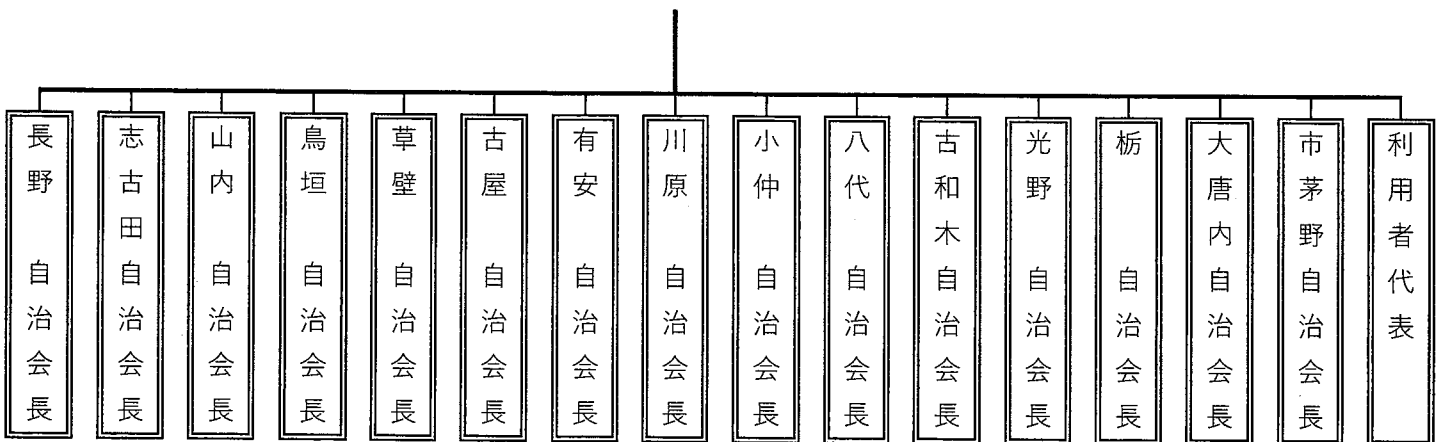 長野　自治会長
志古田自治会長
山内　自治会長
鳥垣　自治会長
草壁　自治会長
古屋　自治会長
有安　自治会長
川原　自治会長
小仲　自治会長
八代　自治会長
古和木自治会長
光野　自治会長
栃　　自治会長
大唐内自治会長
市茅野自治会長
利用者代表